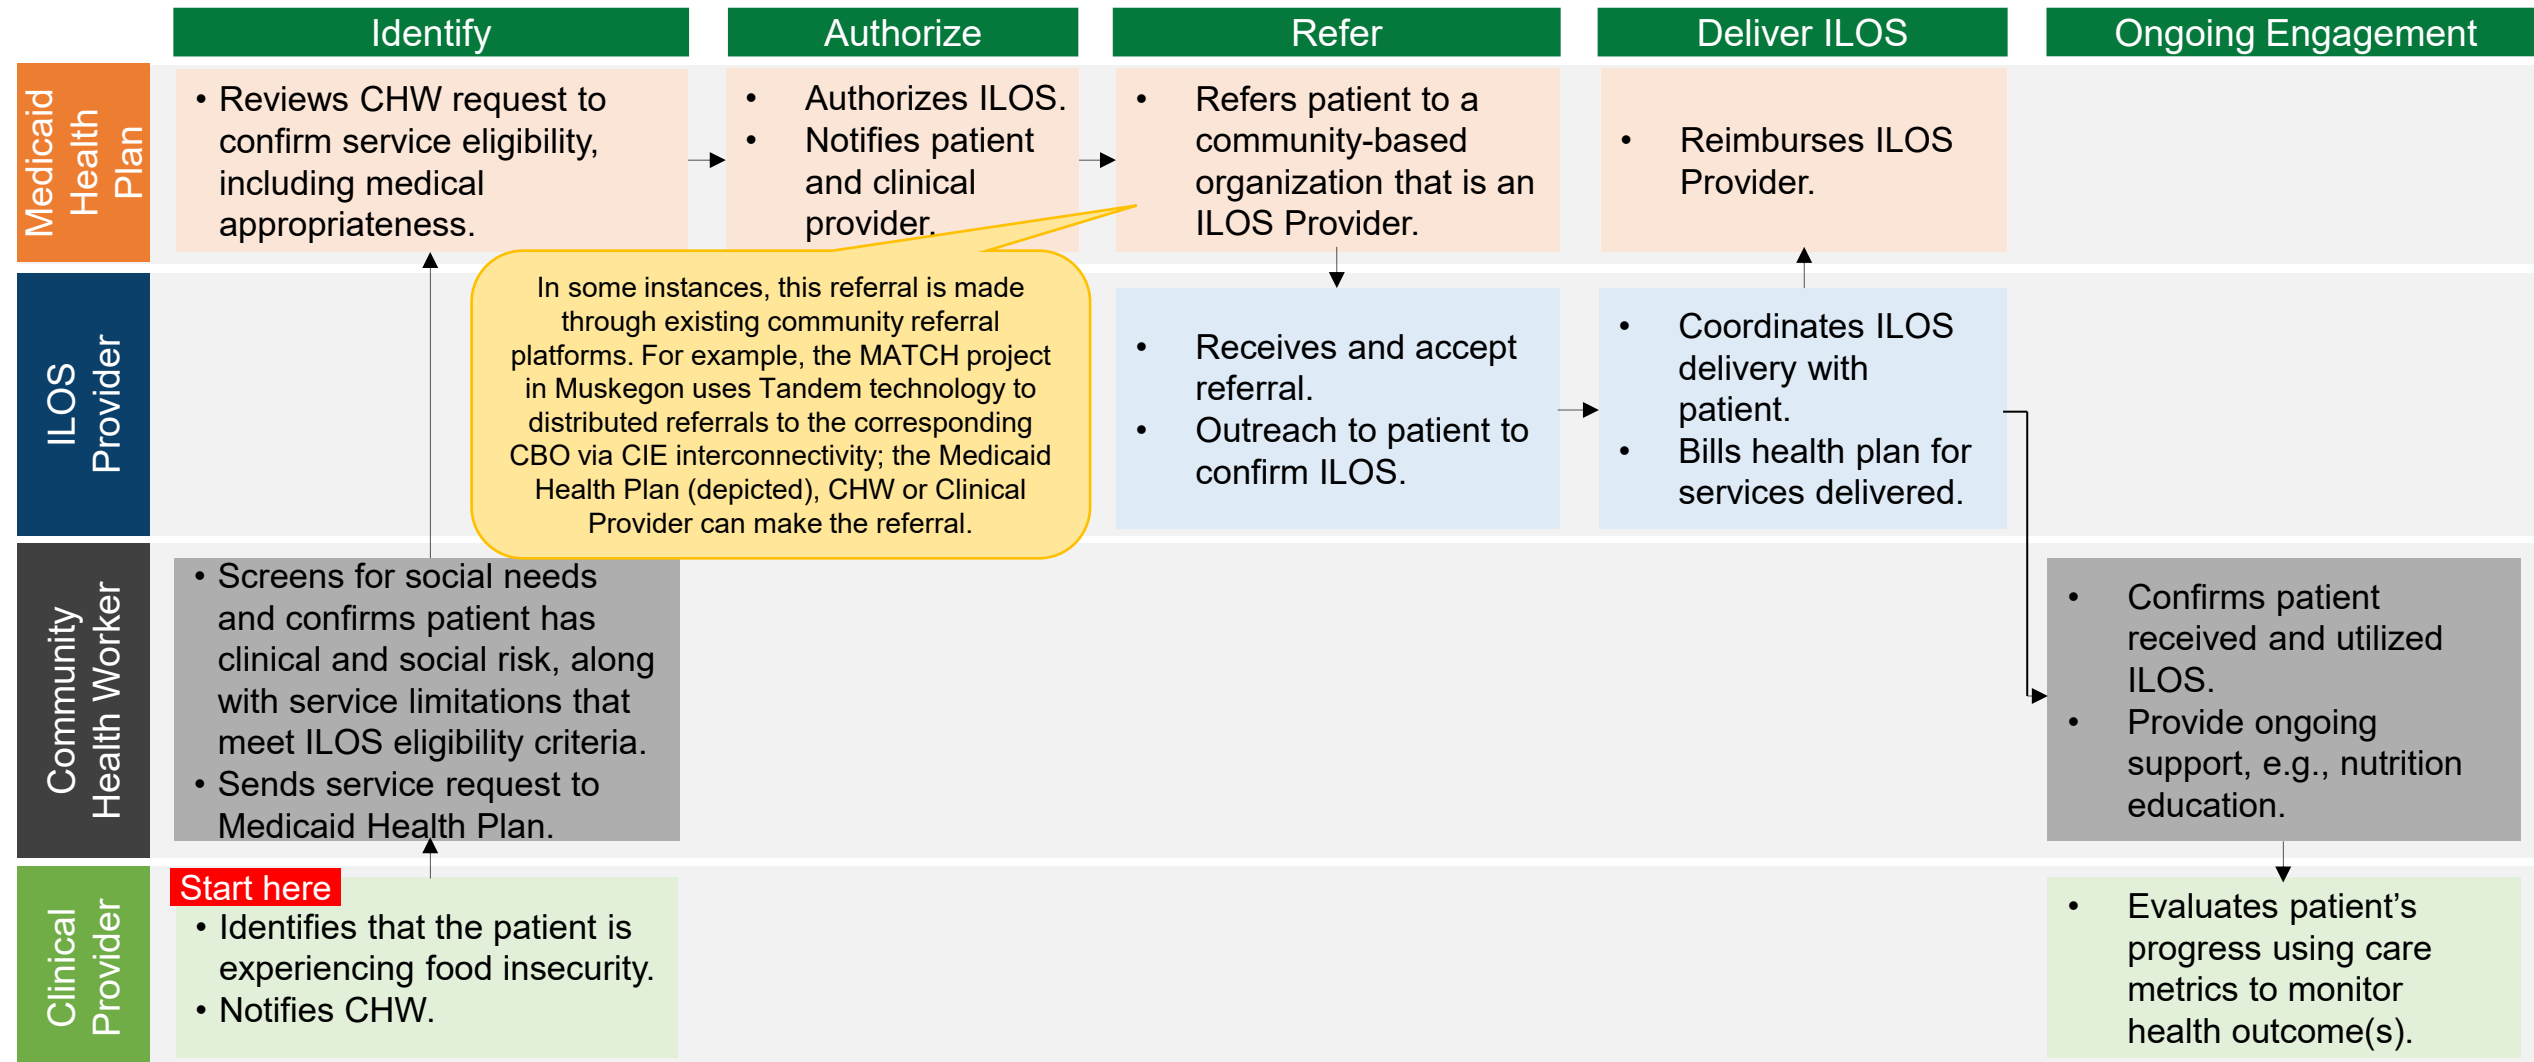 Identify
Authorize
Refer
Deliver ILOS
Ongoing Engagement
Medicaid
Health
Plan
• Reviews CHW request to
confirm service eligibility,
including medical
appropriateness.
• Authorizes ILOS.
• Notifies patient
and clinical
provider.
• Refers patient to a
community-based
organization that is an
ILOS Provider.
• Reimburses ILOS
Provider.
In some instances, this referral is made
through existing community referral
platforms. For example, the MATCH project
in Muskegon uses Tandem technology to
distributed referrals to the corresponding
CBO via CIE interconnectivity; the Medicaid
Health Plan (depicted), CHW or Clinical
Provider can make the referral.
ILOS
Provider
• Receives and accept
referral.
• Outreach to patient to
confirm ILOS.
• Coordinates ILOS
delivery with
patient.
• Bills health plan for
services delivered.
Community
Health Worker
• Screens for social needs
and confirms patient has
clinical and social risk, along
with service limitations that
meet ILOS eligibility criteria.
• Sends service request to
Medicaid Health Plan.
• Confirms patient
received and utilized
ILOS.
• Provide ongoing
support, e.g., nutrition
education.
Clinical
Provider
Start here
• Identifies that the patient is
experiencing food insecurity.
• Notifies CHW.
• Evaluates patient’s
progress using care
metrics to monitor
health outcome(s).